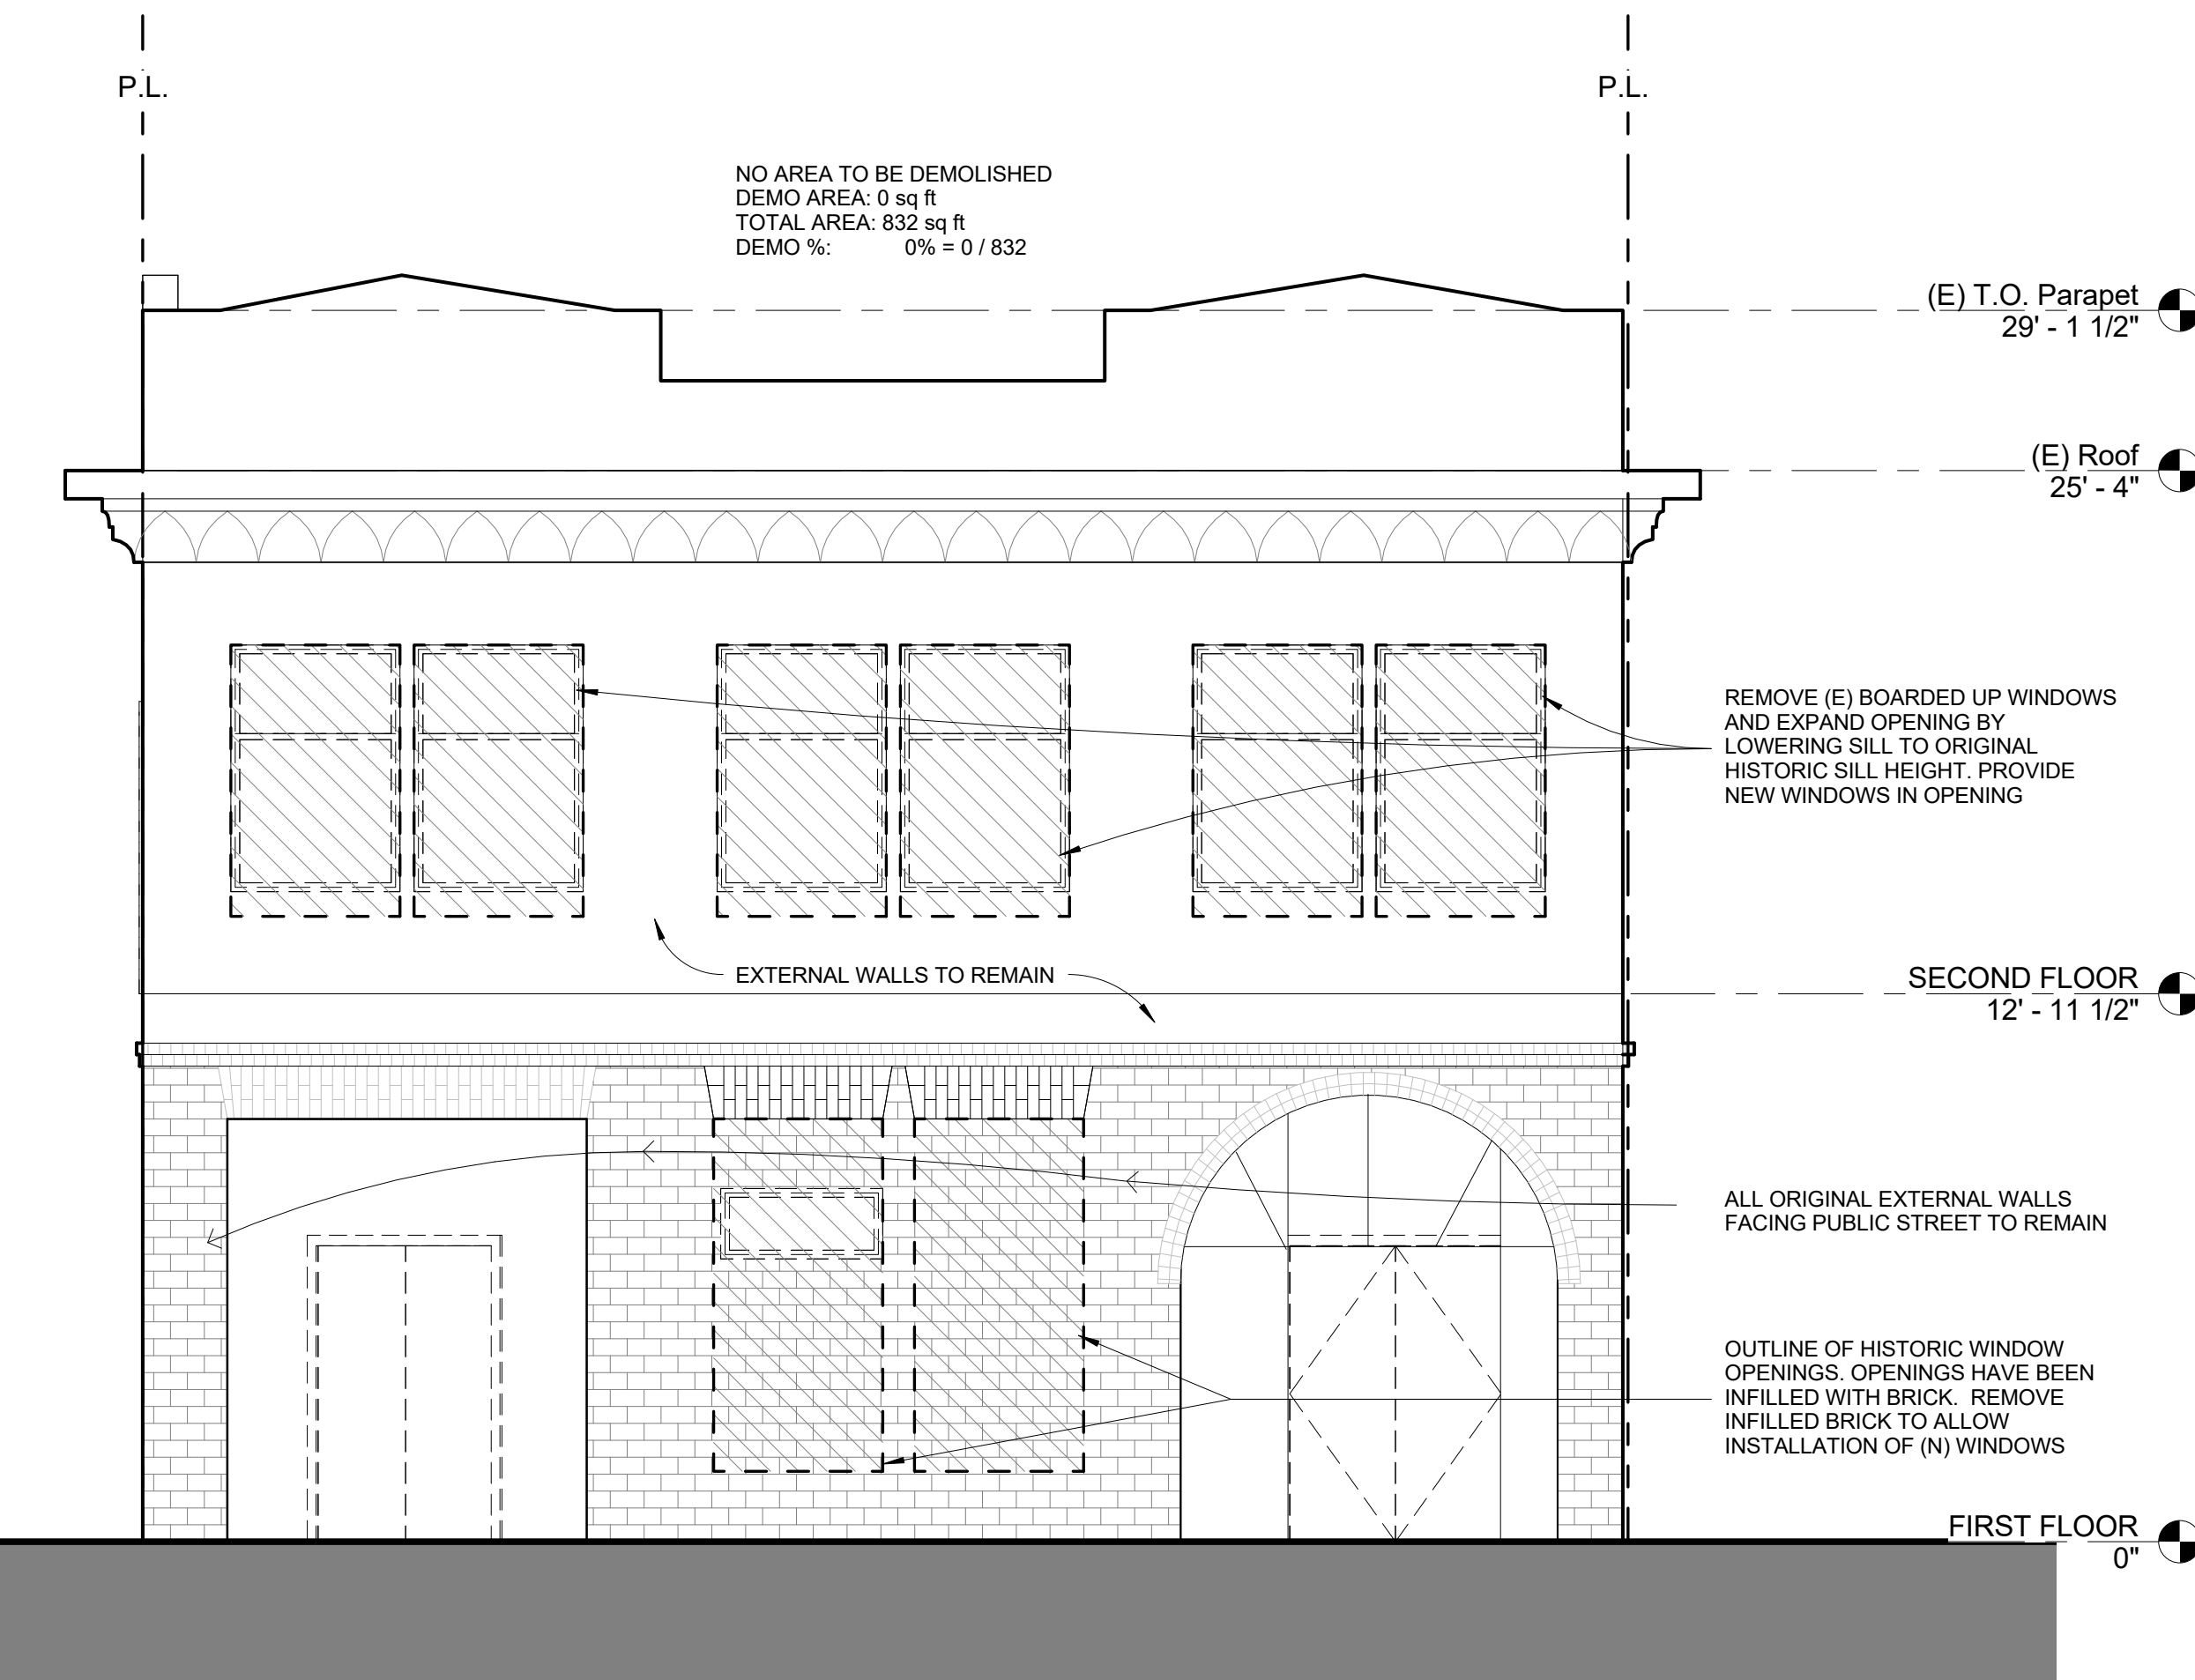 P.L.
P.L.
NO AREA TO BE DEMOLISHED
DEMO AREA: 0 sq ft
TOTAL AREA: 832 sq ft
DEMO %: 0% = 0 / 832
(E) T.O. Parapet
29' - 1 1/2"
(E) Roof
25' - 4"
REMOVE (E) BOARDED UP WINDOWS
AND EXPAND OPENING BY
LOWERING SILL TO ORIGINAL
HISTORIC SILL HEIGHT. PROVIDE
NEW WINDOWS IN OPENING
EXTERNAL WALLS TO REMAIN
SECOND FLOOR
12' - 11 1/2"
ALL ORIGINAL EXTERNAL WALLS
FACING PUBLIC STREET TO REMAIN
OUTLINE OF HISTORIC WINDOW
OPENINGS. OPENINGS HAVE BEEN
INFILLED WITH BRICK. REMOVE
INFILLED BRICK TO ALLOW
INSTALLATION OF (N) WINDOWS
FIRST FLOOR
0"